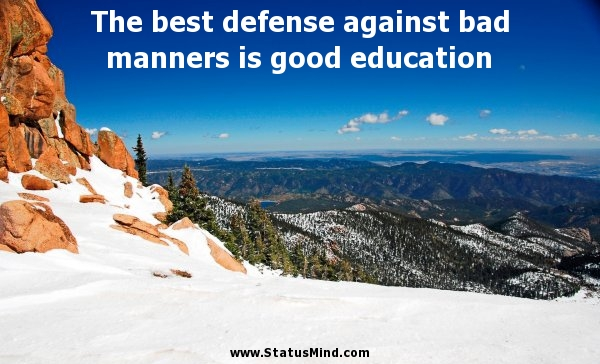 The best defense against bad
manners is good education
www.StatusMind.com